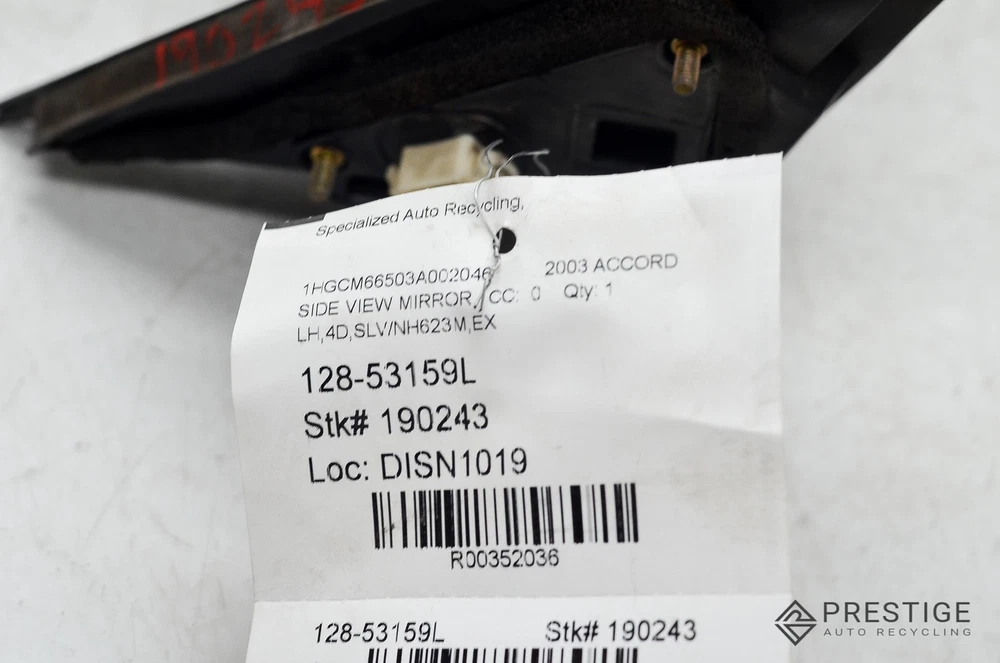 190243
Specialized Auto Recycling,
1HGCM66503A002046 2003 ACCORD
SIDE VIEW MIRROR, CC: 0 Qty: 1
LH,4D,SLV/NH623M,EX
128-53159L
Stk# 190243
Loc: DISN1019
R00352036
128-53159L Stk# 190243
PRESTIGE
AUTO RECYCLING